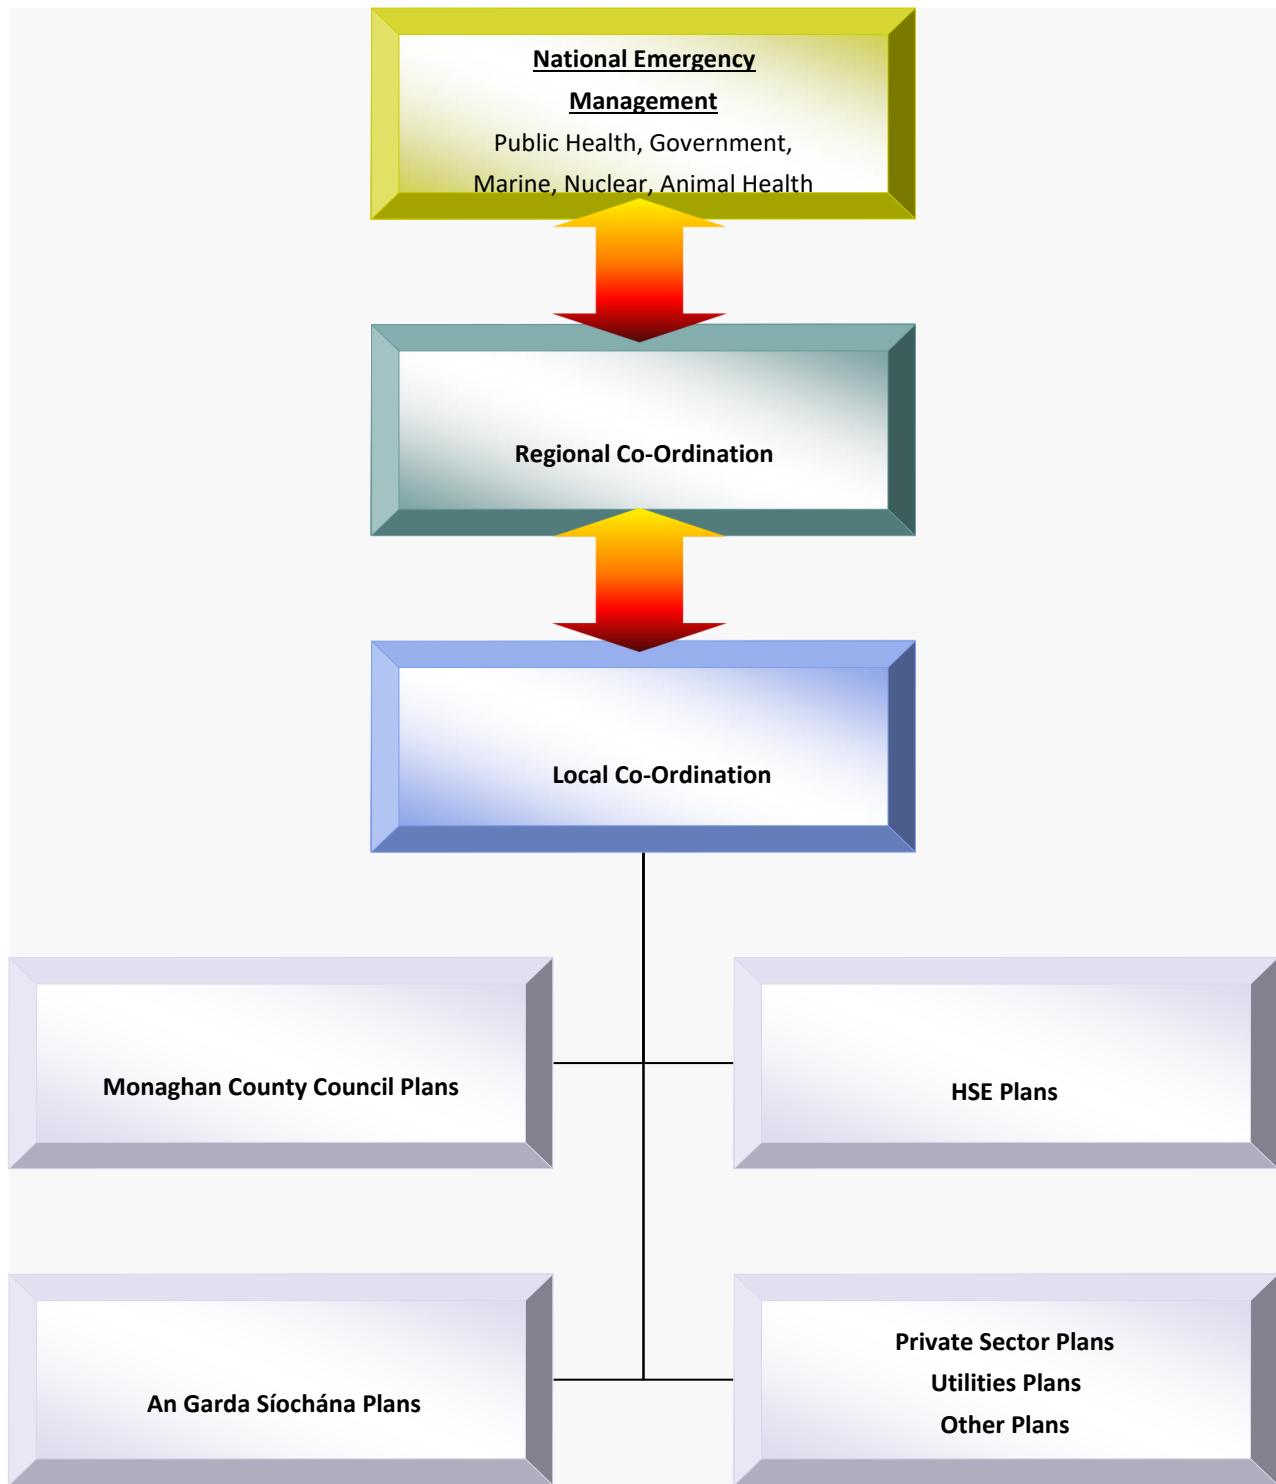 National Emergency
Management
Public Health, Government,
Marine, Nuclear, Animal Health
Regional Co-Ordination
Local Co-Ordination
Monaghan County Council Plans
HSE Plans
An Garda Síochána Plans
Private Sector Plans
Utilities Plans
Other Plans